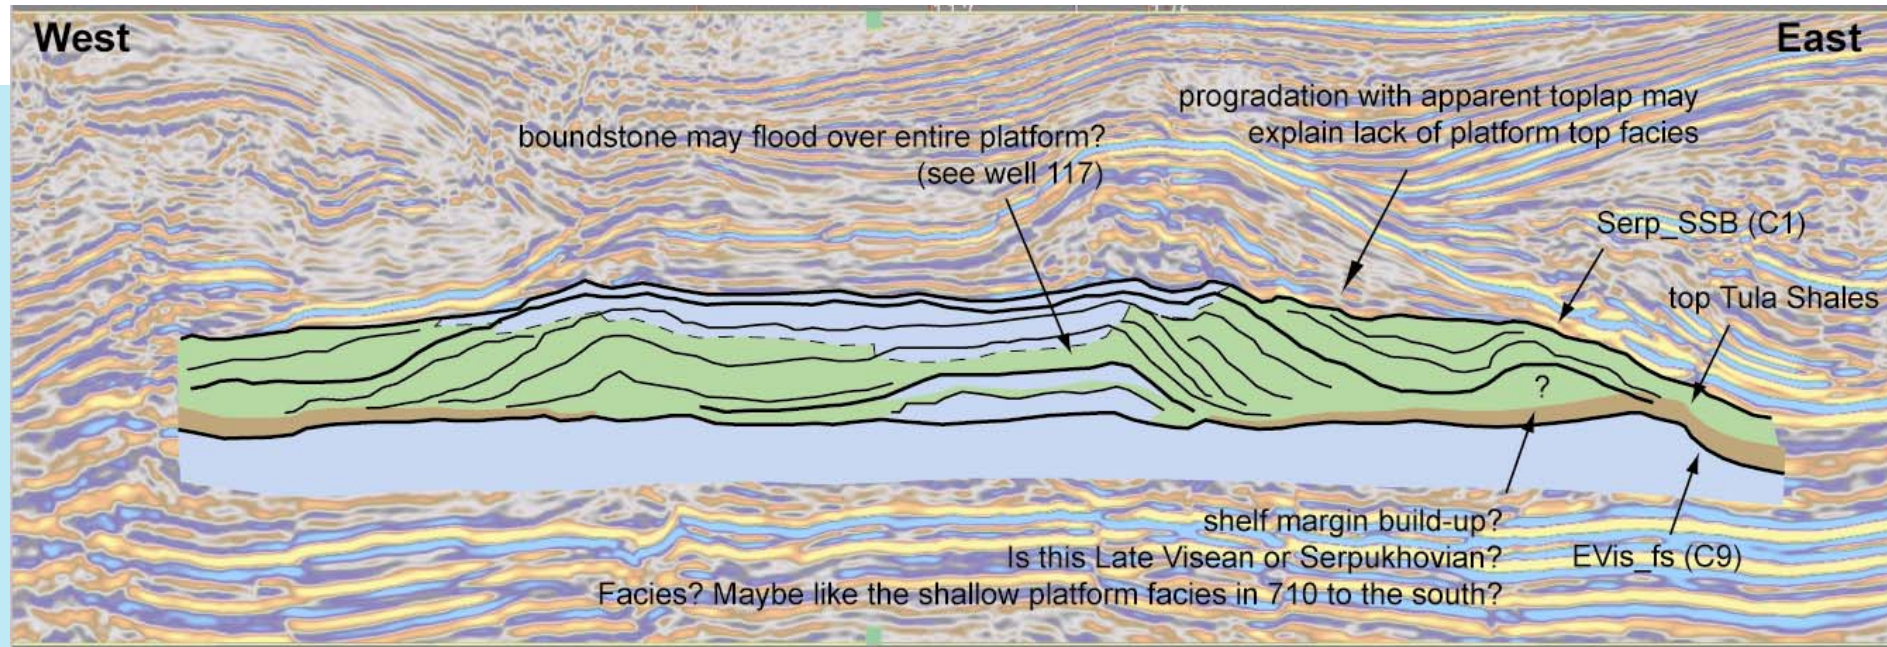 West
East
progradation with apparent toplap may
explain lack of platform top facies
boundstone may flood over entire platform?
(see well 117)
Serp_SSB (C1)
top Tula Shales
?
shelf margin build-up?
Is this Late Visean or Serpukhovian?
EVis_fs (C9)
Facies? Maybe like the shallow platform facies in 710 to the south?